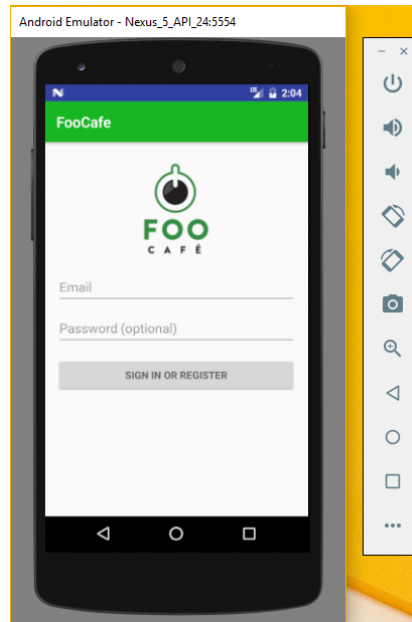 Android Emulator - Nexus_5_API_24:5554
2:04
FooCafe
FOO
CAFÉ
Email
Password (optional)
SIGN IN OR REGISTER